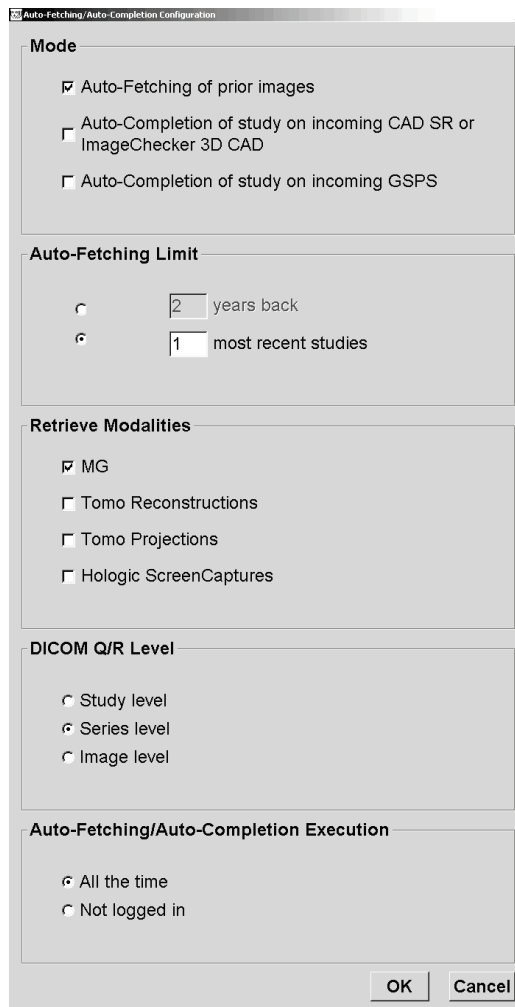 Auto-Fetching/Auto-Completion Configuration
Mode
Auto-Fetching of prior images
Auto-Completion of study on incoming CAD SR or
ImageChecker 3D CAD
Auto-Completion of study on incoming GSPS
Auto-Fetching Limit
2 years back
1 most recent studies
Retrieve Modalities
MG
Tomo Reconstructions
Tomo Projections
Hologic ScreenCaptures
DICOM Q/R Level
Study level
Series level
Image level
Auto-Fetching/Auto-Completion Execution
All the time
Not logged in
OK Cancel